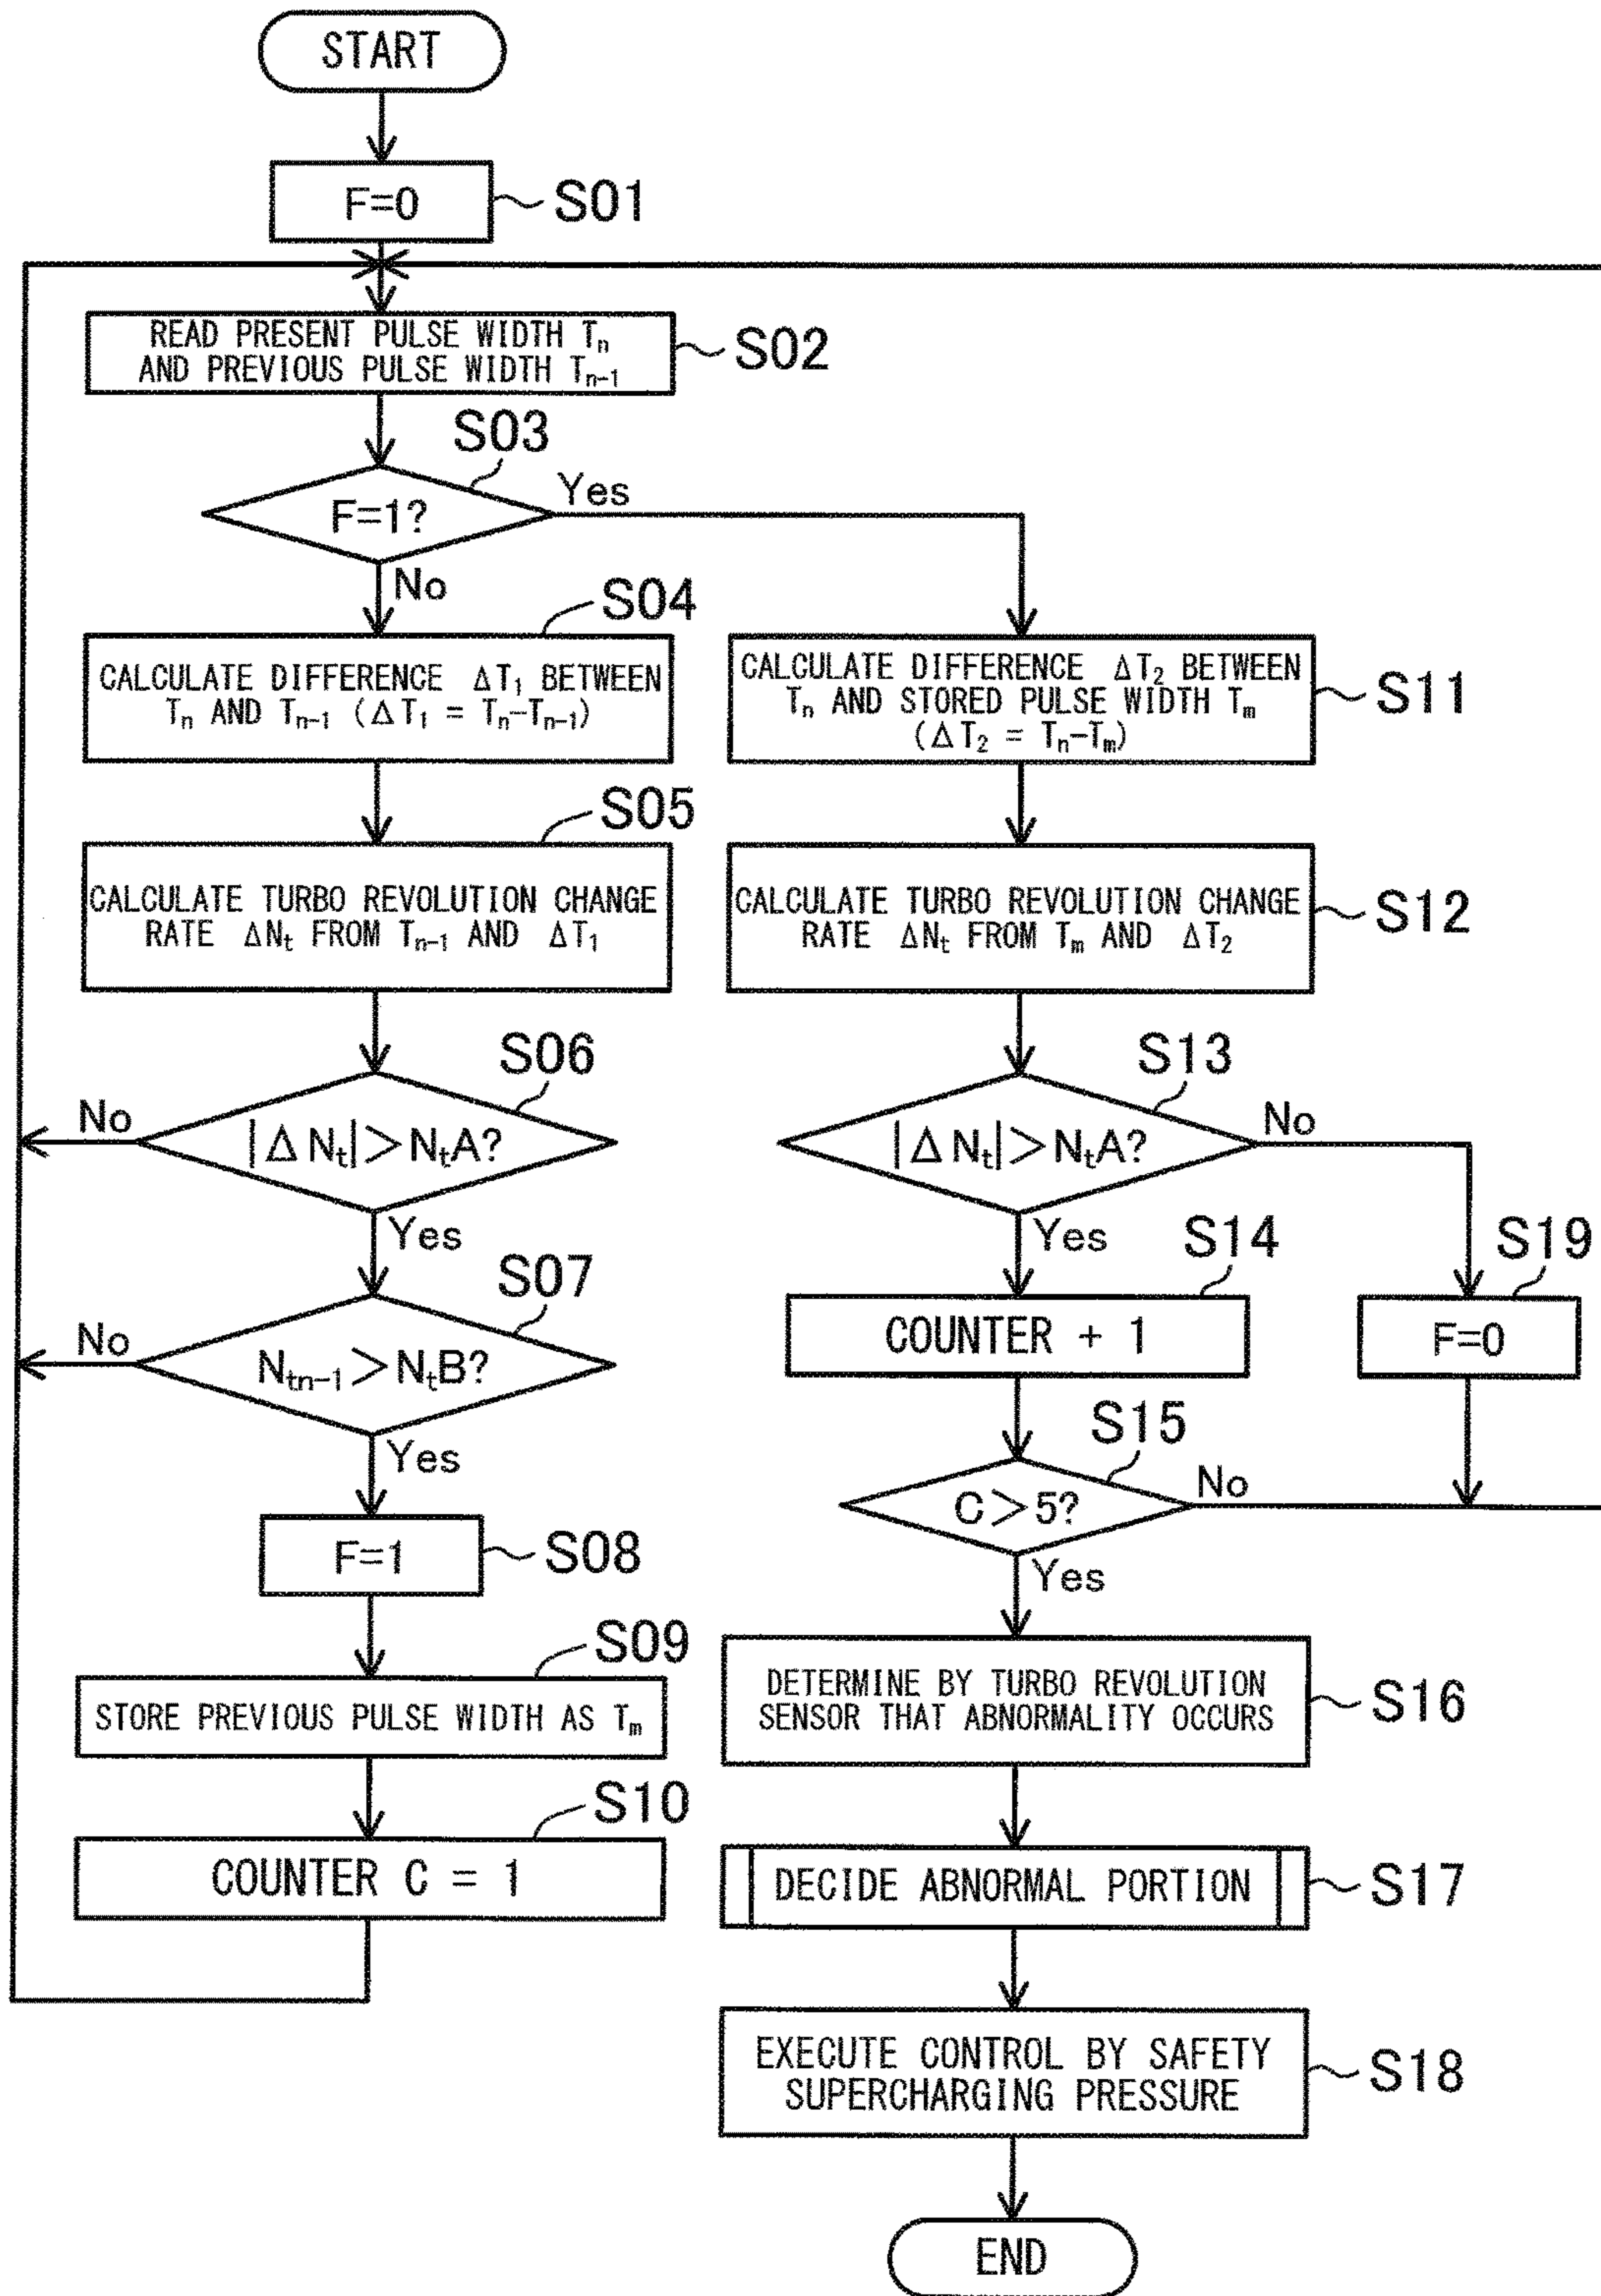 START
F=0
S01
READ PRESENT PULSE WIDTH Tn
AND PREVIOUS PULSE WIDTH Tn-1
S02
S03
F=1?
Yes
No
S04
CALCULATE DIFFERENCE ΔT1 BETWEEN
Tn AND Tn-1 (ΔT1 = Tn-Tn-1)
S05
CALCULATE TURBO REVOLUTION CHANGE
RATE ΔNt FROM Tn-1 AND ΔT1
S06
|ΔNt|>NtA?
No
Yes
S07
Ntn-1>NtB?
No
Yes
F=1
S08
S09
STORE PREVIOUS PULSE WIDTH AS Tm
S10
COUNTER C = 1
CALCULATE DIFFERENCE ΔT2 BETWEEN
Tn AND STORED PULSE WIDTH Tm
(ΔT2 = Tn-Tm)
S11
CALCULATE TURBO REVOLUTION CHANGE
RATE ΔNt FROM Tm AND ΔT2
S12
S13
|ΔNt|>NtA?
No
Yes
S14
COUNTER + 1
S19
F=0
S15
C>5?
No
Yes
DETERMINE BY TURBO REVOLUTION
SENSOR THAT ABNORMALITY OCCURS
S16
DECIDE ABNORMAL PORTION
S17
EXECUTE CONTROL BY SAFETY
SUPERCHARGING PRESSURE
S18
END